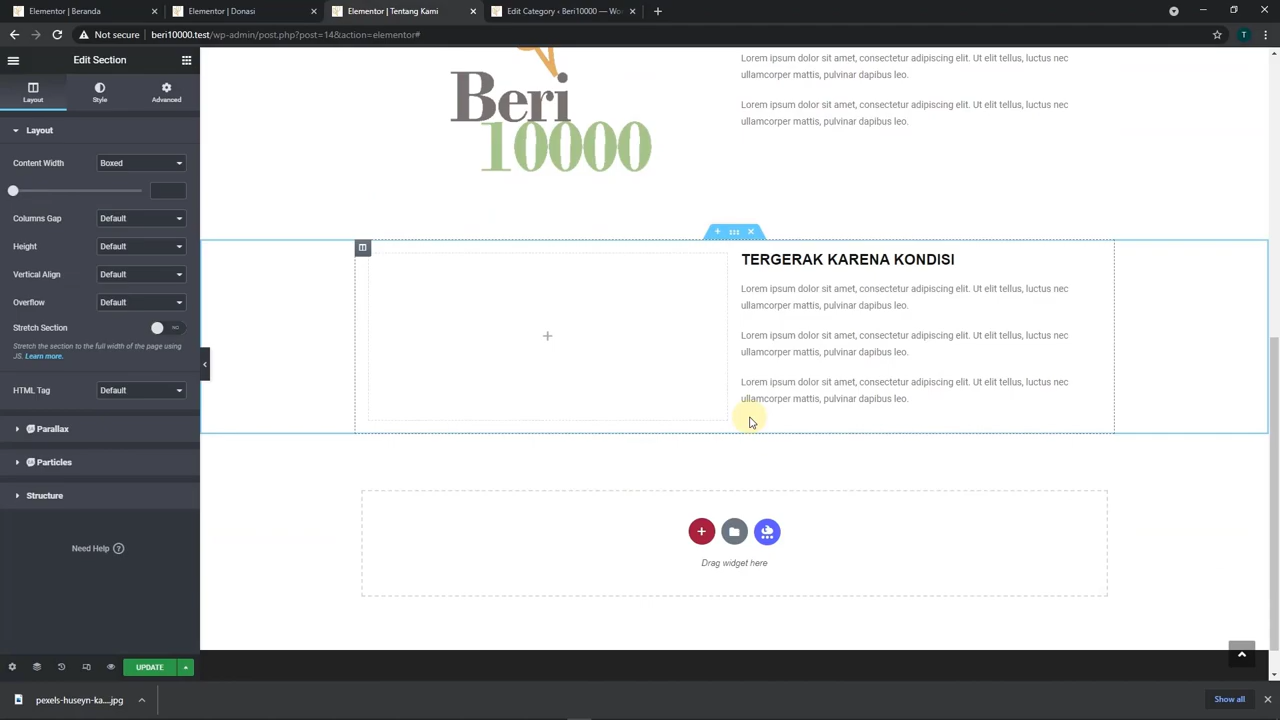 Elementor | Beranda
Elementor | Donasi
Elementor | Tentang Kami
Edit Category ‹ Beri10000 — Wo
Not secure
beri10000.test/wp-admin/post.php?post=14&action=elementor#
T
Edit Section
Layout
Style
Advanced
Layout
Content Width
Boxed
Columns Gap
Default
Height
Default
Vertical Align
Default
Overflow
Default
Stretch Section
NO
Stretch the section to the full width of the page using
JS. Learn more.
HTML Tag
Default
Parallax
Particles
Structure
Need Help
UPDATE
Beri
10000
Lorem ipsum dolor sit amet, consectetur adipiscing elit. Ut elit tellus, luctus nec
ullamcorper mattis, pulvinar dapibus leo.
Lorem ipsum dolor sit amet, consectetur adipiscing elit. Ut elit tellus, luctus nec
ullamcorper mattis, pulvinar dapibus leo.
TERGERAK KARENA KONDISI
Lorem ipsum dolor sit amet, consectetur adipiscing elit. Ut elit tellus, luctus nec
ullamcorper mattis, pulvinar dapibus leo.
Lorem ipsum dolor sit amet, consectetur adipiscing elit. Ut elit tellus, luctus nec
ullamcorper mattis, pulvinar dapibus leo.
Lorem ipsum dolor sit amet, consectetur adipiscing elit. Ut elit tellus, luctus nec
ullamcorper mattis, pulvinar dapibus leo.
Drag widget here
pexels-huseyn-ka....jpg
Show all